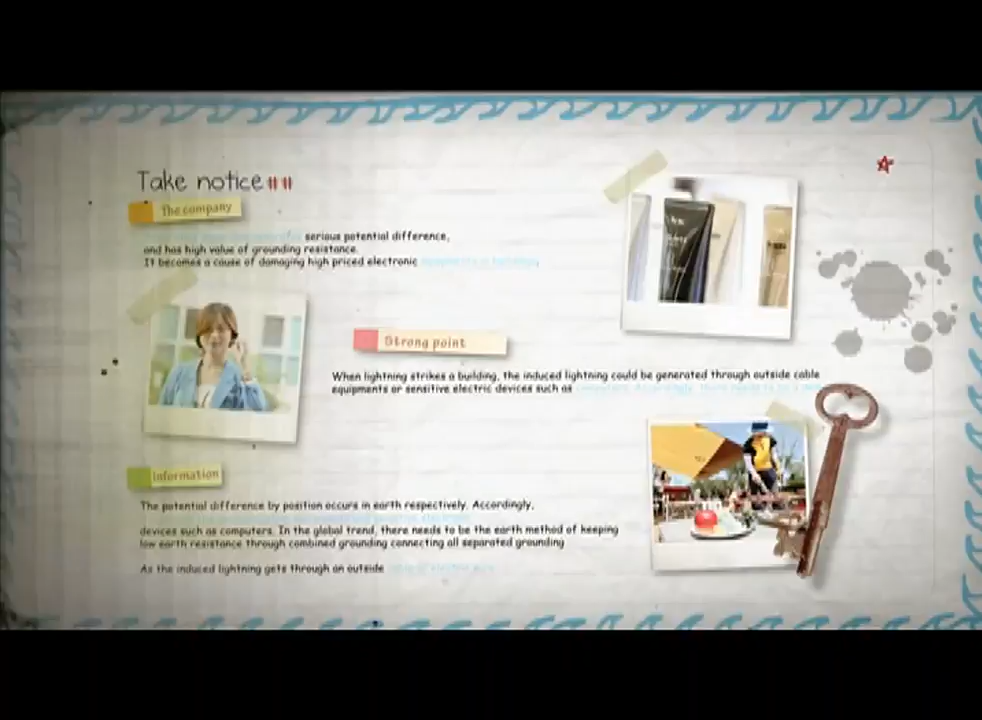 Take notice
The company
serious potential difference,
and has high value of grounding resistance.
It becomes a cause of damaging high priced electronic
Strong point
When lightning strikes a building, the induced lightning could be generated through outside cable
equipments or sensitive electric devices such as
Information
The potential difference by position occurs in earth respectively. Accordingly,
devices such as computers. In the global trend, there needs to be the earth method of keeping
low earth resistance through combined grounding connecting all separated grounding
As the induced lightning gets through an outside